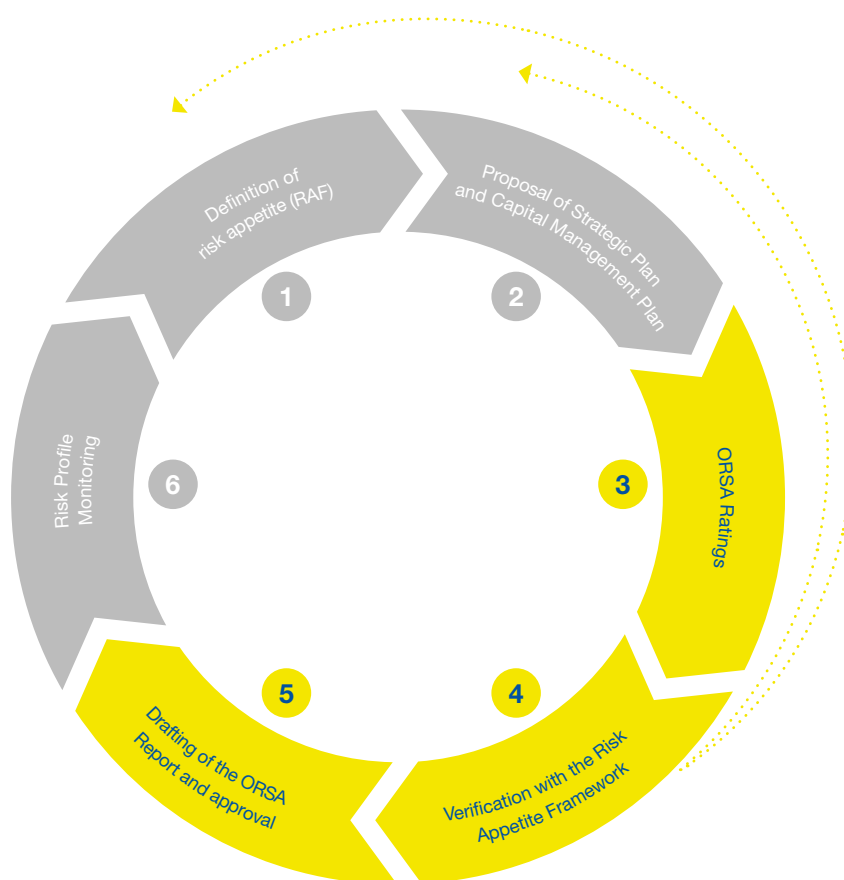 Definition of
risk appetite (RAF)
1
Proposal of Strategic Plan
and Capital Management Plan
2
ORSA Ratings
3
Verification with the Risk
Appetite Framework
4
Drafting of the ORSA
Report and approval
5
Risk Profile
Monitoring
6